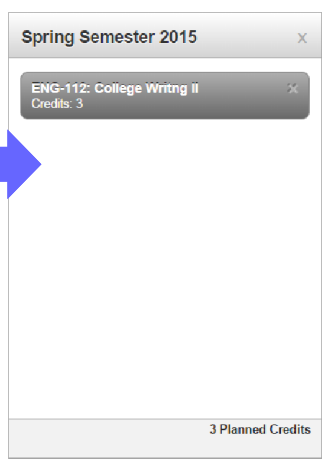 Spring Semester 2015 x
ENG-112: College Writng II x
Credits: 3
3 Planned Credits